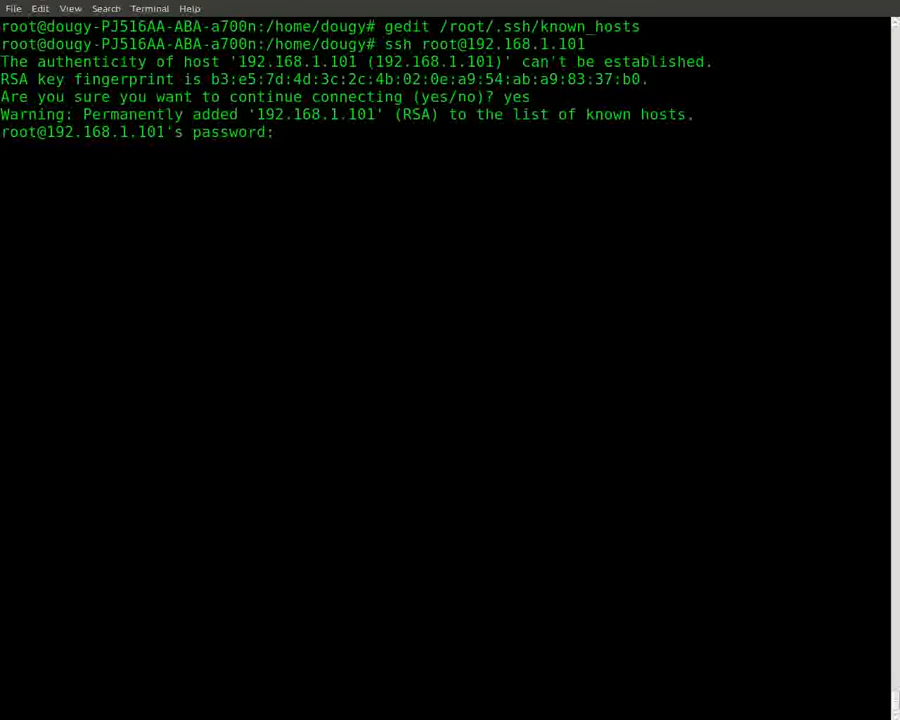 File Edit View Search Terminal Help
root@dougy-PJ516AA-ABA-a700n:/home/dougy# gedit /root/.ssh/known_hosts
root@dougy-PJ516AA-ABA-a700n:/home/dougy# ssh root@192.168.1.101
The authenticity of host '192.168.1.101 (192.168.1.101)' can't be established.
RSA key fingerprint is b3:e5:7d:4d:3c:2c:4b:02:0e:a9:54:ab:a9:83:37:b0.
Are you sure you want to continue connecting (yes/no)? yes
Warning: Permanently added '192.168.1.101' (RSA) to the list of known hosts.
root@192.168.1.101's password: